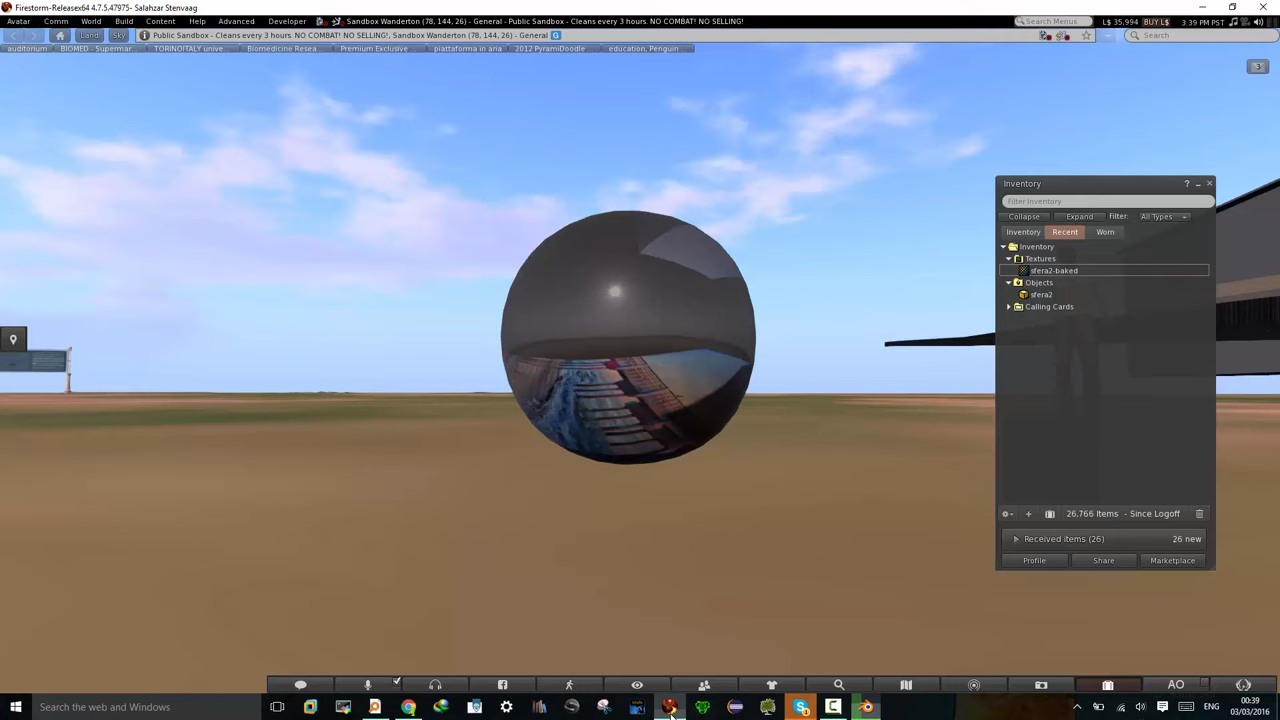 Firestorm-Releasex64 4.7.5.47975- Salahzar Stenvaag
Avatar Comm World Build Content Help Advanced Developer Sandbox Wanderton (78, 144, 26) - General - Public Sandbox - Cleans every 3 hours. NO COMBAT! NO SELLING! Search Menus L$ 35,994 BUY L$ 3:39 PM PST
Land Sky Public Sandbox - Cleans every 3 hours. NO COMBAT! NO SELLING!, Sandbox Wanderton (78, 144, 26) - General G Search
auditorium BIOMED - Supermar... TORINOITALY unive... Biomedicine Resea... Premium Exclusive... piattaforma in aria 2012 PyramiDoodle education, Penguin...
3
Inventory ?
Filter Inventory
Collapse Expand Filter: All Types
Inventory Recent Worn
Inventory
Textures
sfera2-baked
Objects
sfera2
Calling Cards
26,766 Items - Since Logoff
Received items (26) 26 new
Profile Share Marketplace
AO
Search the web and Windows ENG 00:39
03/03/2016